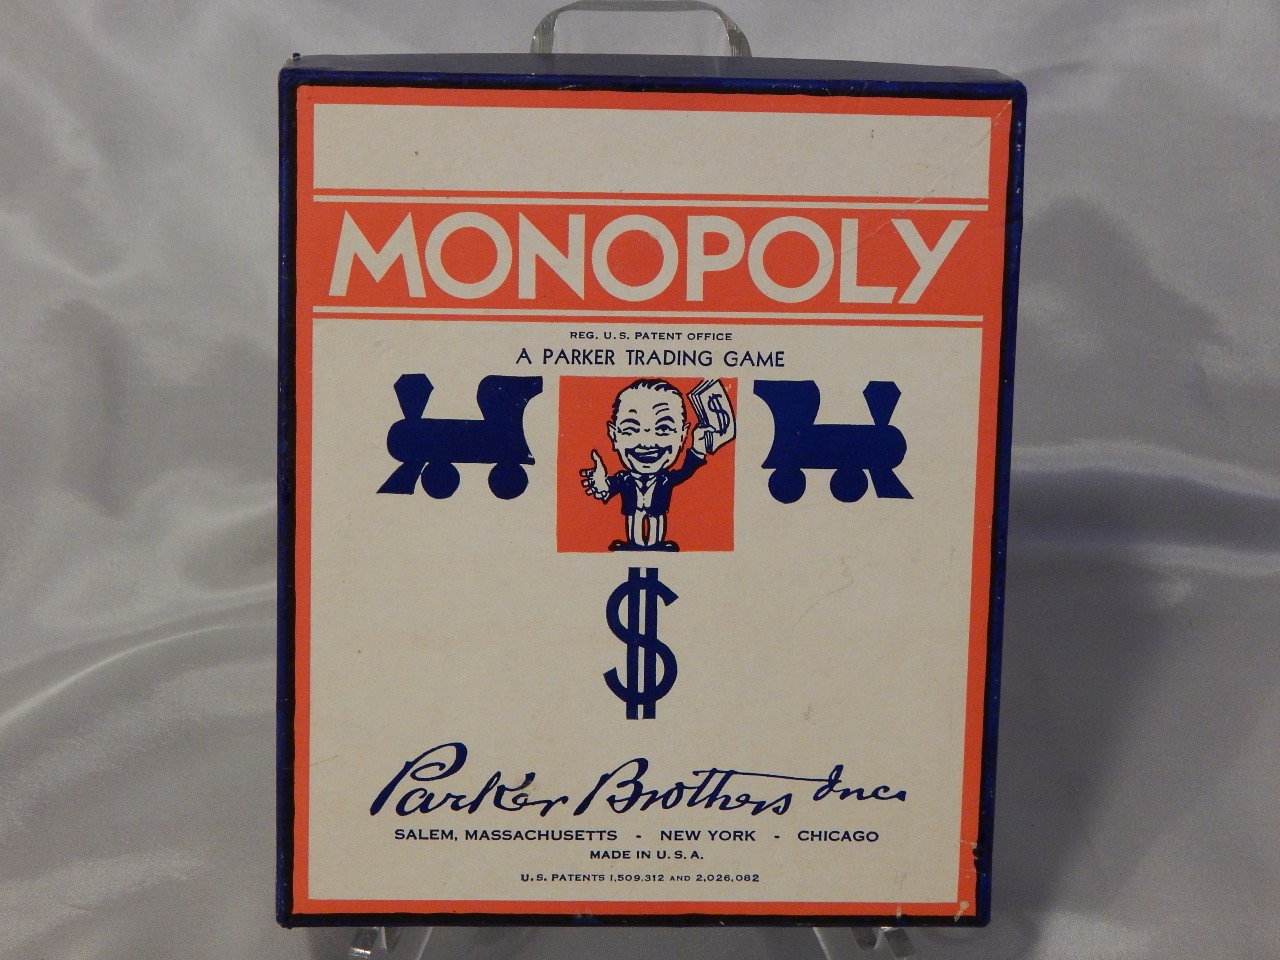 MONOPOLY
REG. U.S. PATENT OFFICE
A PARKER TRADING GAME
$
$
Parker Brothers Inc.
SALEM, MASSACHUSETTS - NEW YORK - CHICAGO
MADE IN U. S. A.
U.S. PATENTS 1,509,312 AND 2,026,082